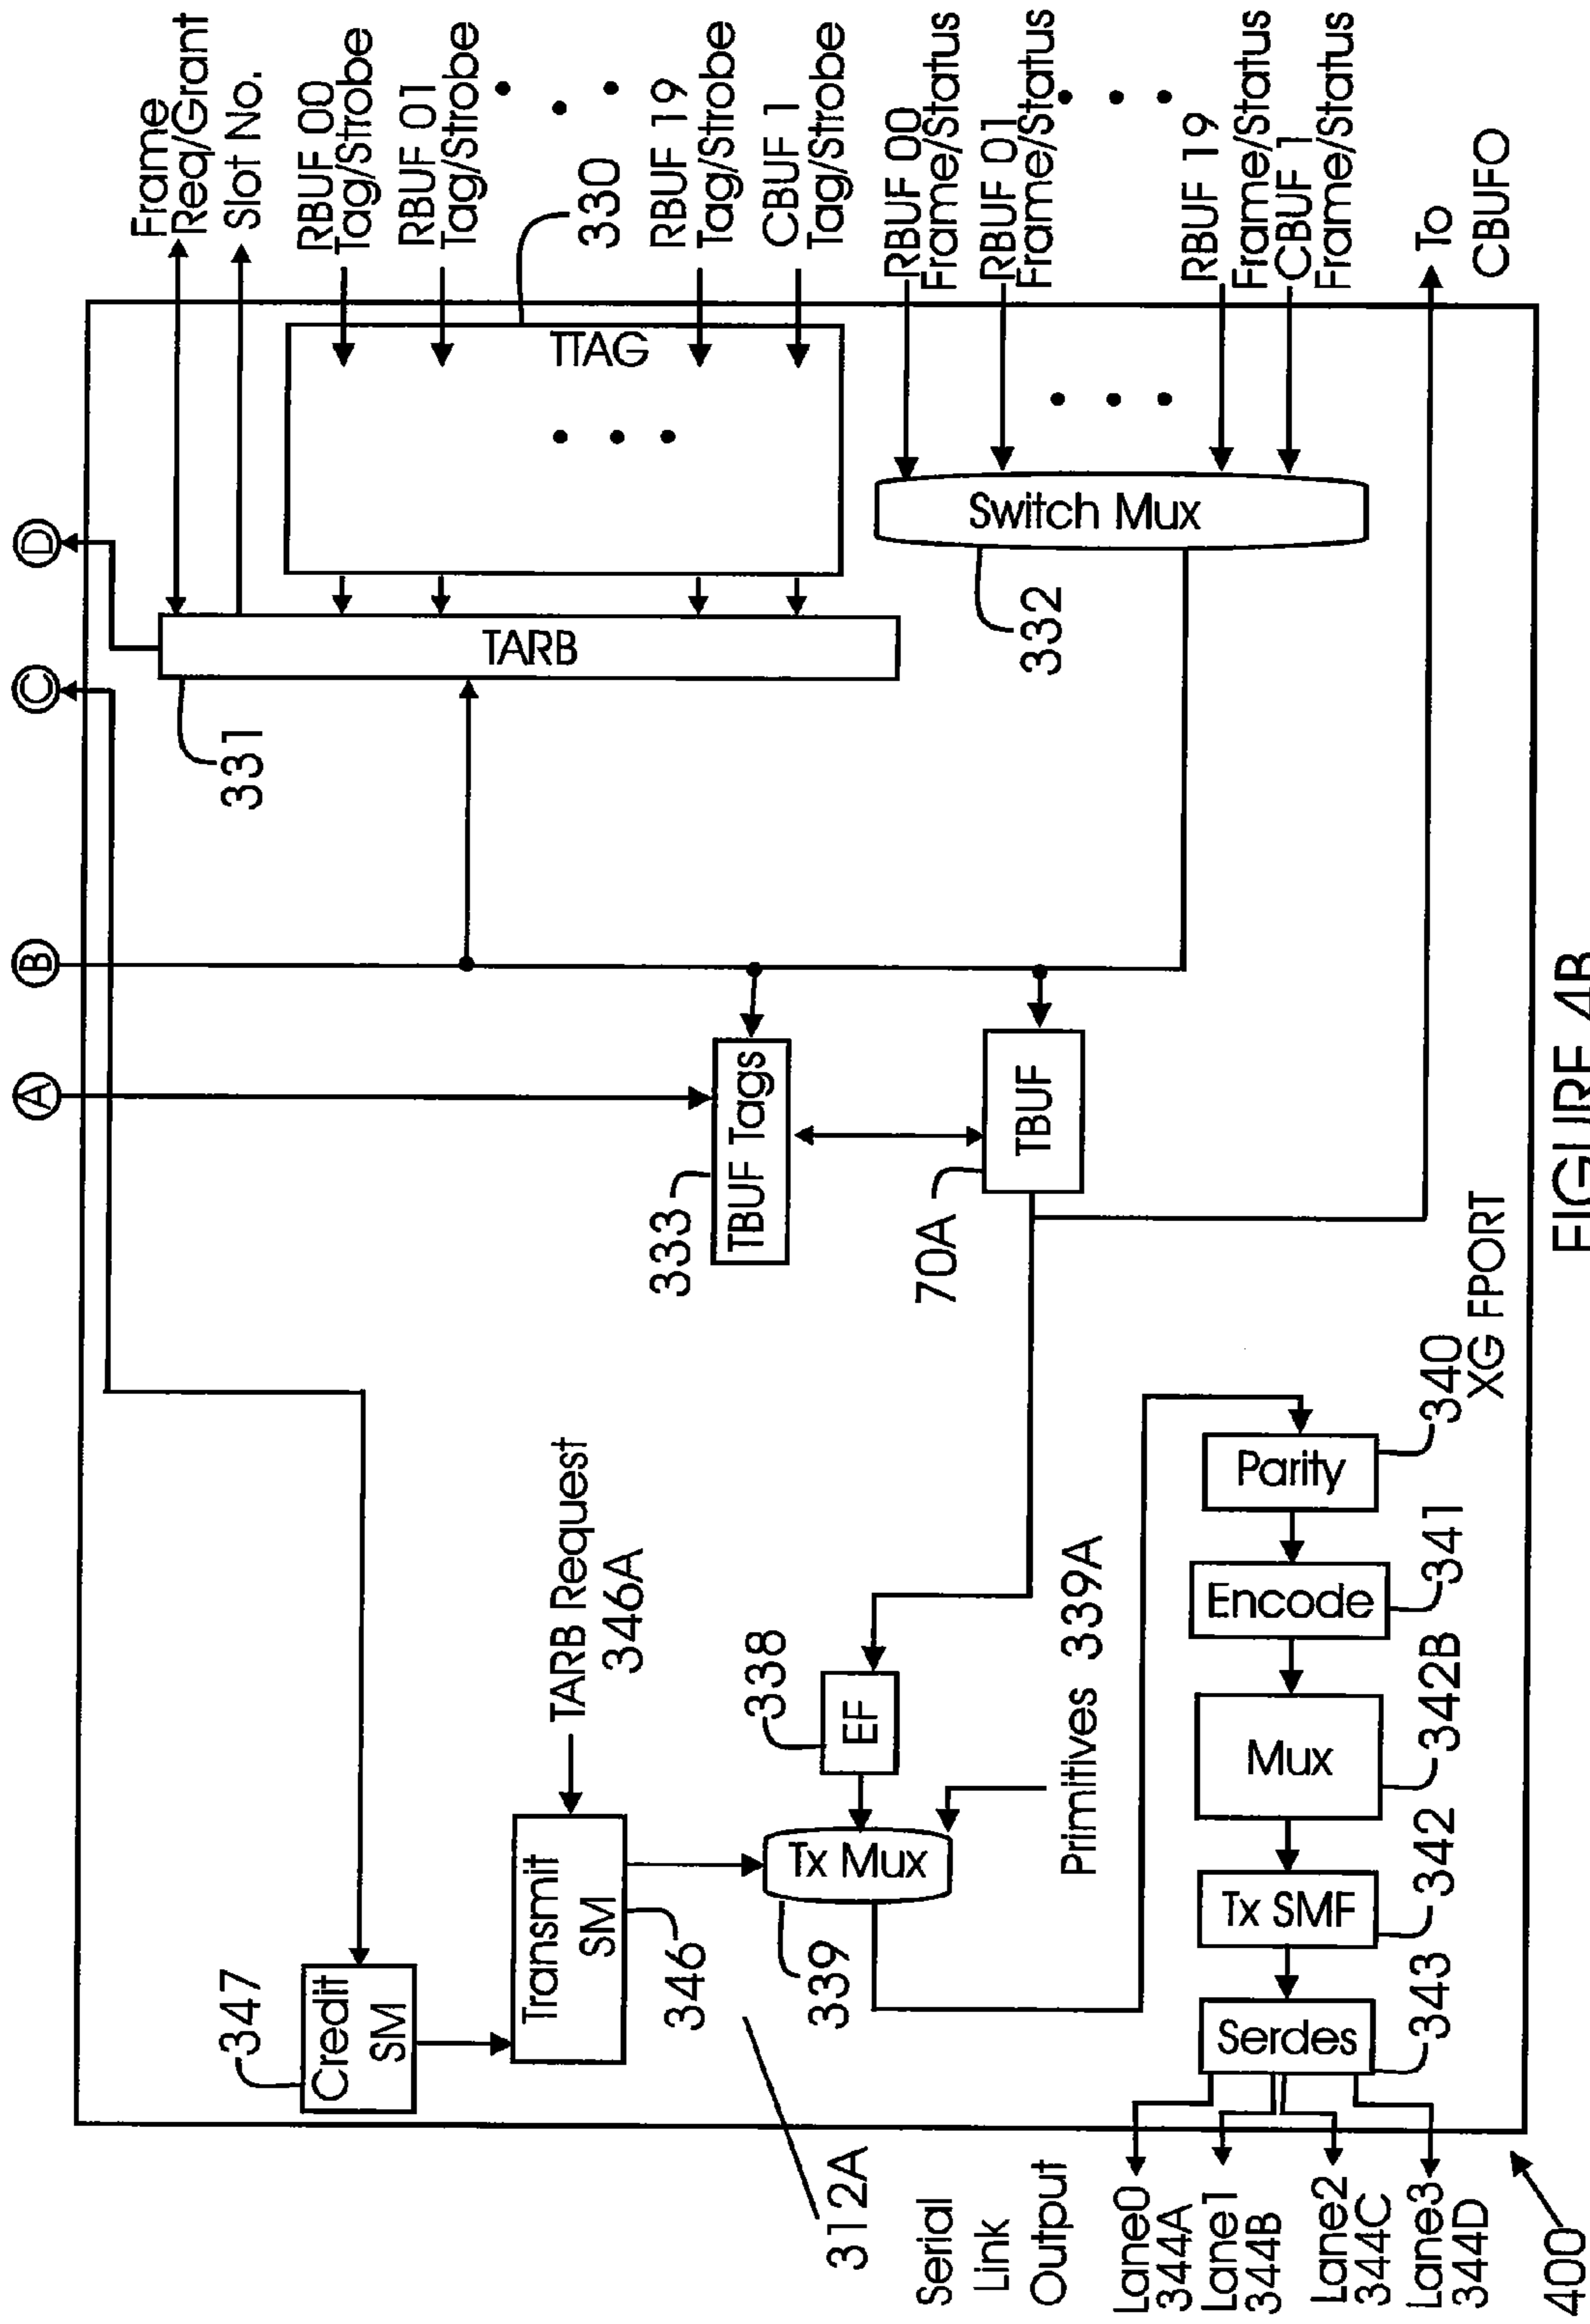 A
B
C
D
Frame
Req/Grant
Slot No.
RBUF 00
Tag/Strobe
RBUF 01
Tag/Strobe
330
RBUF 19
Tag/Strobe
CBUF 1
Tag/Strobe
RBUF 00
Frame/Status
RBUF 01
Frame/Status
RBUF 19
Frame/Status
CBUF 1
Frame/Status
To
CBUFO
TTAG
TARB
331
Switch Mux
332
333
TBUF Tags
70A
TBUF
347
Credit
SM
Transmit
SM
346
TARB Request
346A
312A
338
EF
Tx Mux
339
Primitives 339A
Parity
340
XG FPORT
Encode
341
Mux
342B
Tx SMF
342
Serdes
343
Serial
Link
Output
Lane0
344A
Lane1
344B
Lane2
344C
Lane3
344D
400
FIGURE 4B